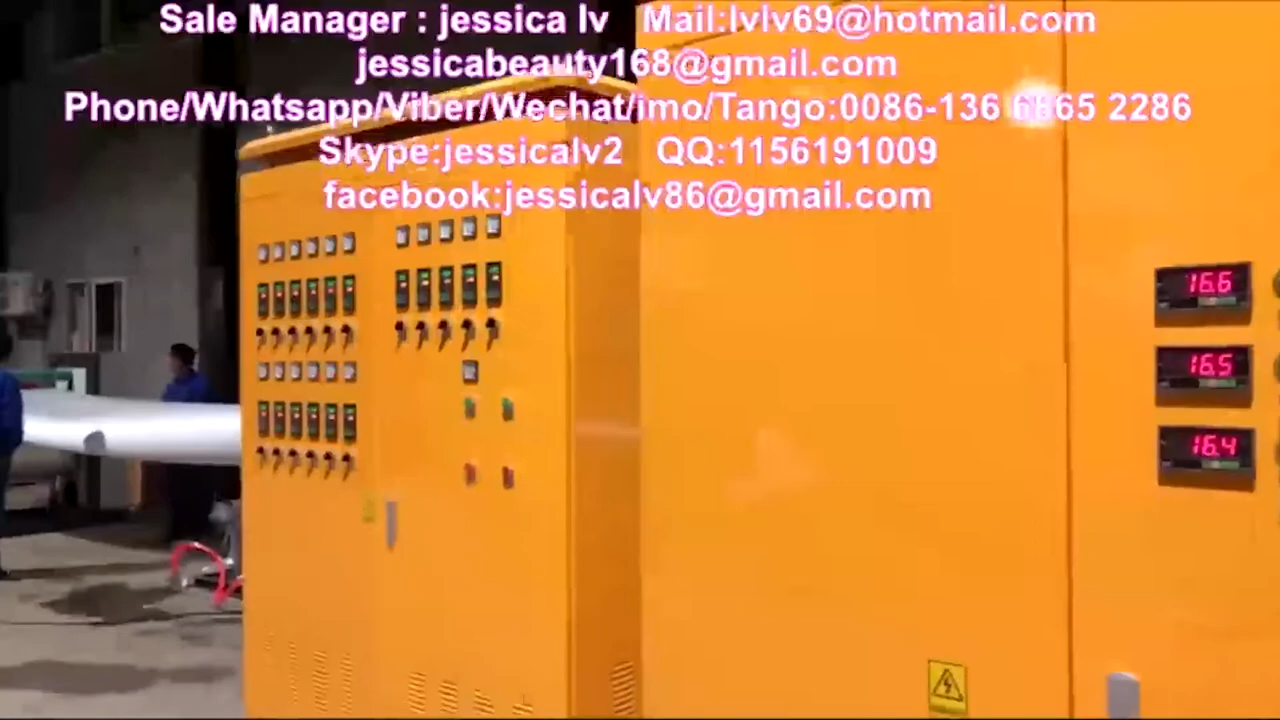 Sale Manager : jessica lv Mail:lvlv69@hotmail.com
jessicabeauty168@gmail.com
Phone/Whatsapp/Viber/Wechat/imo/Tango:0086-136 6865 2286
Skype:jessicalv2 QQ:1156191009
facebook:jessicalv86@gmail.com
16.6
16.5
16.4